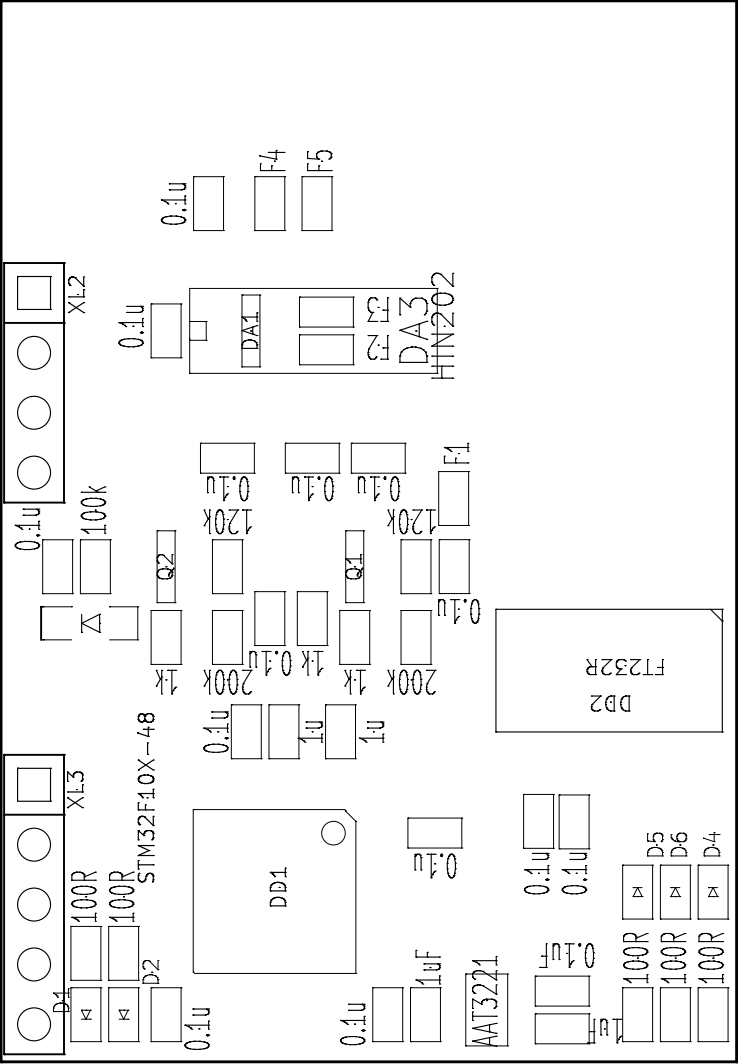 0.1u
F4
F5
XL2
0.1u
DA1
F3
F2
DA3
HIN202
0.1u
0.1u
0.1u
F1
0.1u
100k
120k
120k
Q2
Q1
0.1u
0.1u
1k
1k
200k
1k
200k
FT232R
DD2
0.1u
1u
1u
STM32F10X-48
XL3
0.1u
DD1
0.1u
0.1u
D5
D6
D4
100R
100R
D1
D2
0.1u
0.1u
1uF
AAT3221
0.1uF
1uF
100R
100R
100R